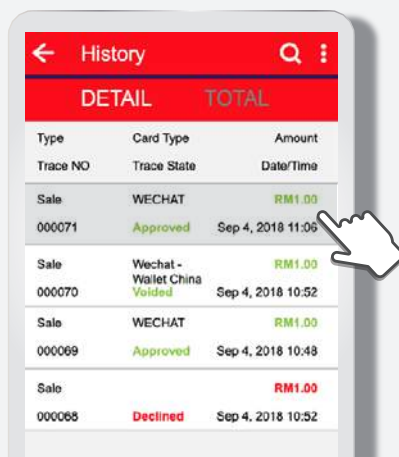 History
DETAIL TOTAL
Type Card Type Amount
Trace NO Trace State Date/Time
Sale WECHAT RM1.00
000071 Approved Sep 4, 2018 11:06
Sale Wechat - RM1.00
Wallet China
000070 Voided Sep 4, 2018 10:52
Sale WECHAT RM1.00
000069 Approved Sep 4, 2018 10:48
Sale RM1.00
000068 Declined Sep 4, 2018 10:52